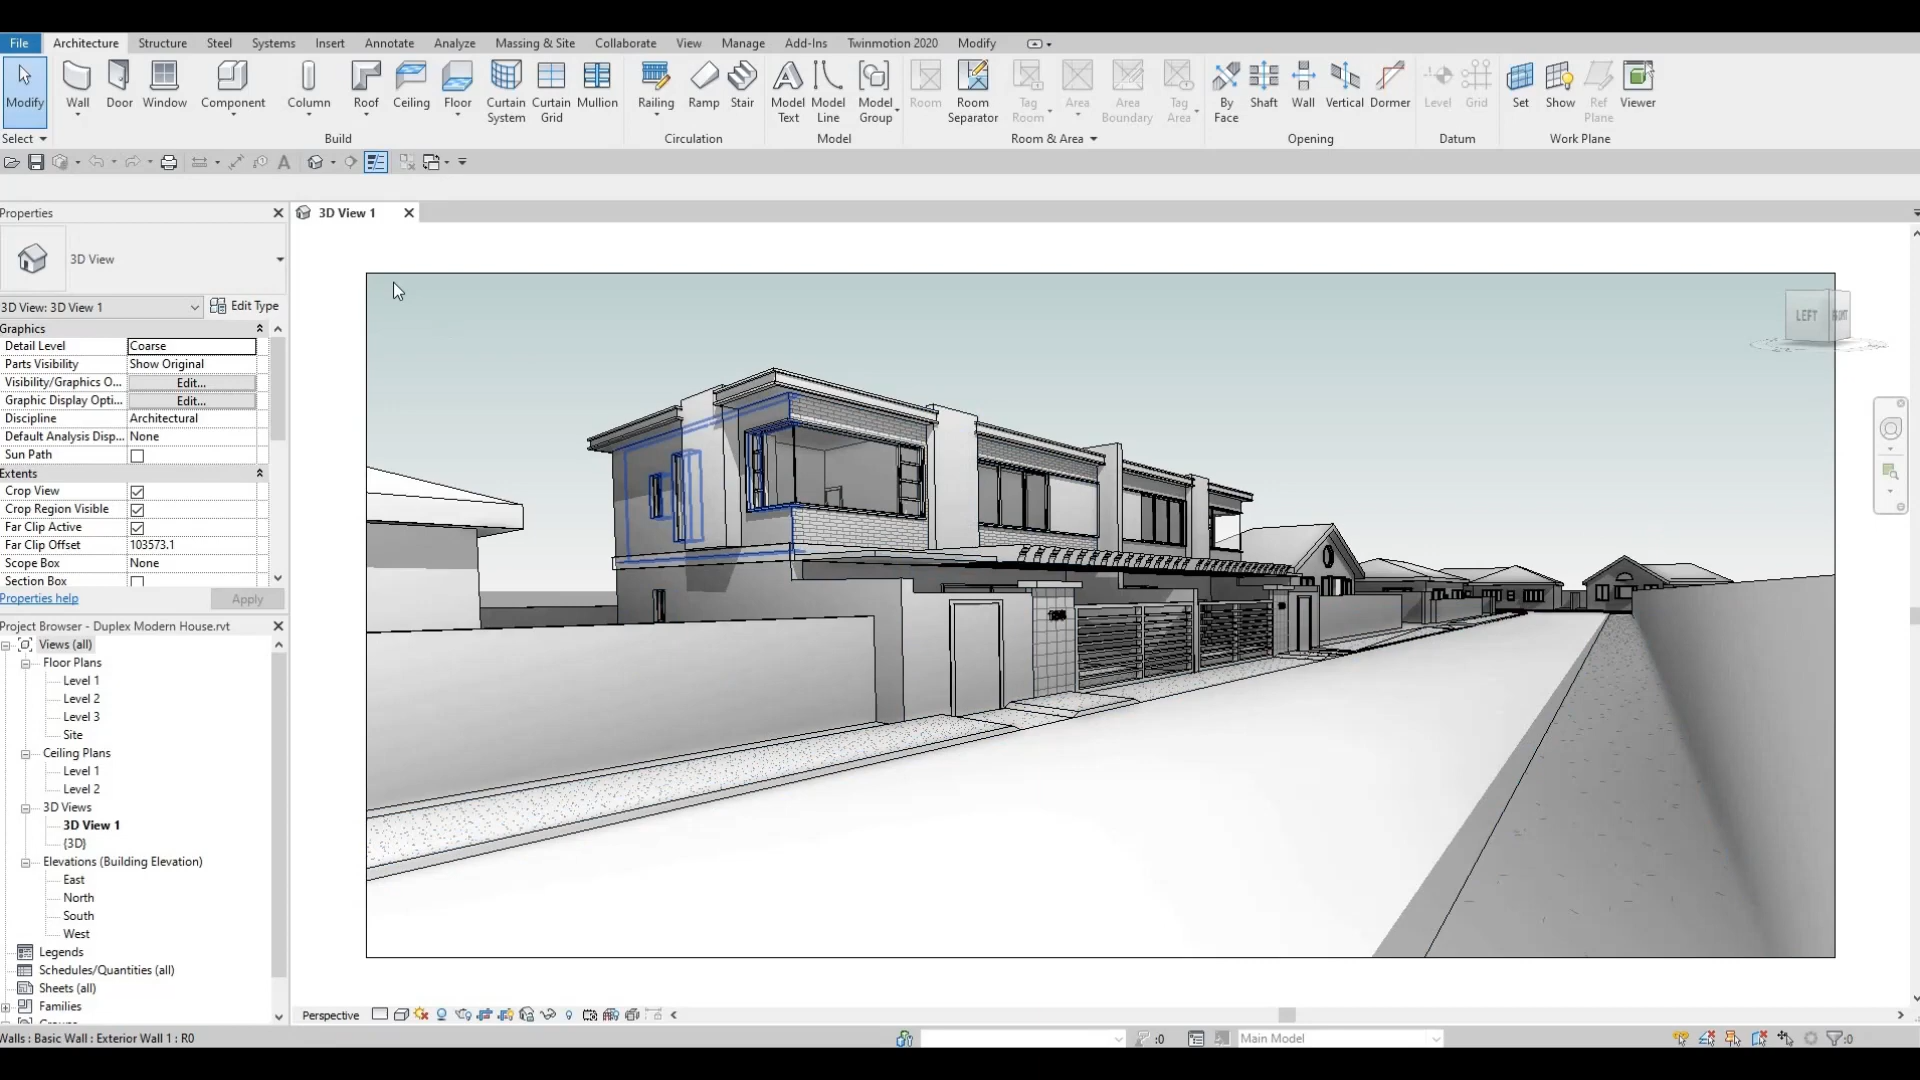 File Architecture Structure Steel Systems Insert Annotate Analyze Massing & Site Collaborate View Manage Add-Ins Twinmotion 2020 Modify
Modify Wall Door Window Component Column Roof Ceiling Floor Curtain System Curtain Grid Mullion Railing Ramp Stair Model Text Model Line Model Group Room Room Separator Tag Room Area Area Boundary Tag Area By Face Shaft Wall Vertical Dormer Level Grid Set Show Ref Plane Viewer
Select Build Circulation Model Room & Area Opening Datum Work Plane
Properties
3D View 1
3D View
3D View: 3D View 1 Edit Type
Graphics
Detail Level Coarse
Parts Visibility Show Original
Visibility/Graphics O... Edit...
Graphic Display Opti... Edit...
Discipline Architectural
Default Analysis Disp... None
Sun Path
Extents
Crop View
Crop Region Visible
Far Clip Active
Far Clip Offset 103573.1
Scope Box None
Section Box
Properties help Apply
Project Browser - Duplex Modern House.rvt
Views (all)
Floor Plans
Level 1
Level 2
Level 3
Site
Ceiling Plans
Level 1
Level 2
3D Views
3D View 1
{3D}
Elevations (Building Elevation)
East
North
South
West
Legends
Schedules/Quantities (all)
Sheets (all)
Families
LEFT FRONT
Perspective
Walls : Basic Wall : Exterior Wall 1 : R0
:0
Main Model
:0